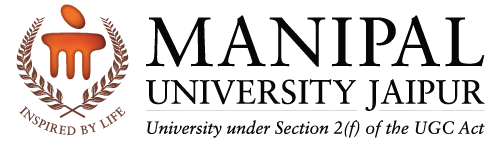 INSPIRED BY LIFE
MANIPAL
UNIVERSITY JAIPUR
University under Section 2(f) of the UGC Act